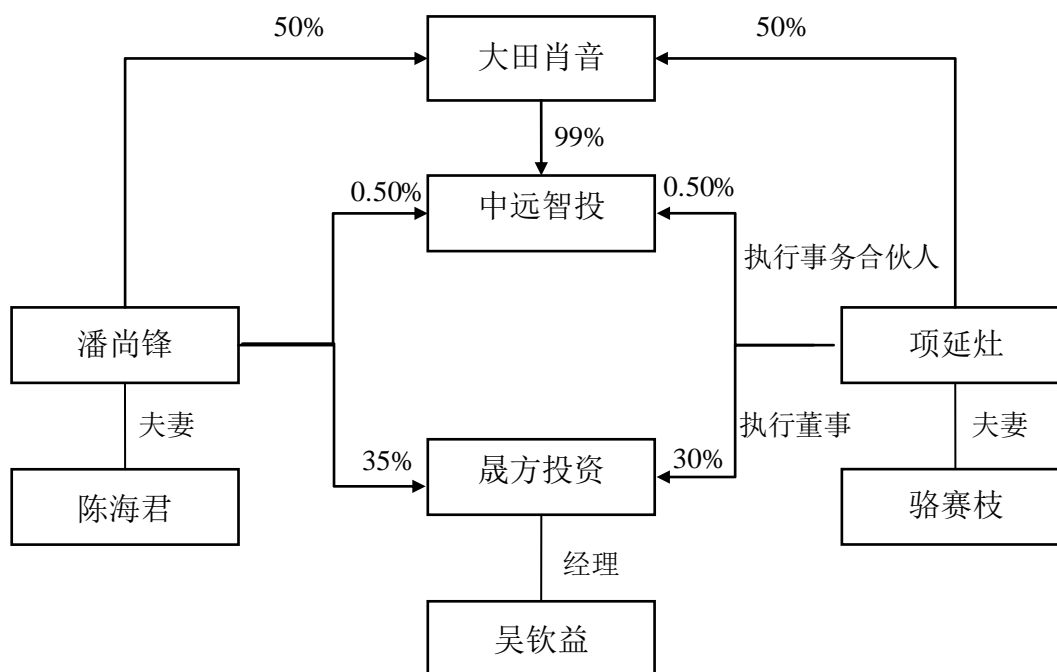 50%
50%
大田肖音
99%
0.50%
0.50%
中远智投
执行事务合伙人
潘尚锋
项延灶
夫妻
执行董事
夫妻
35%
30%
晟方投资
陈海君
骆赛枝
经理
吴钦益